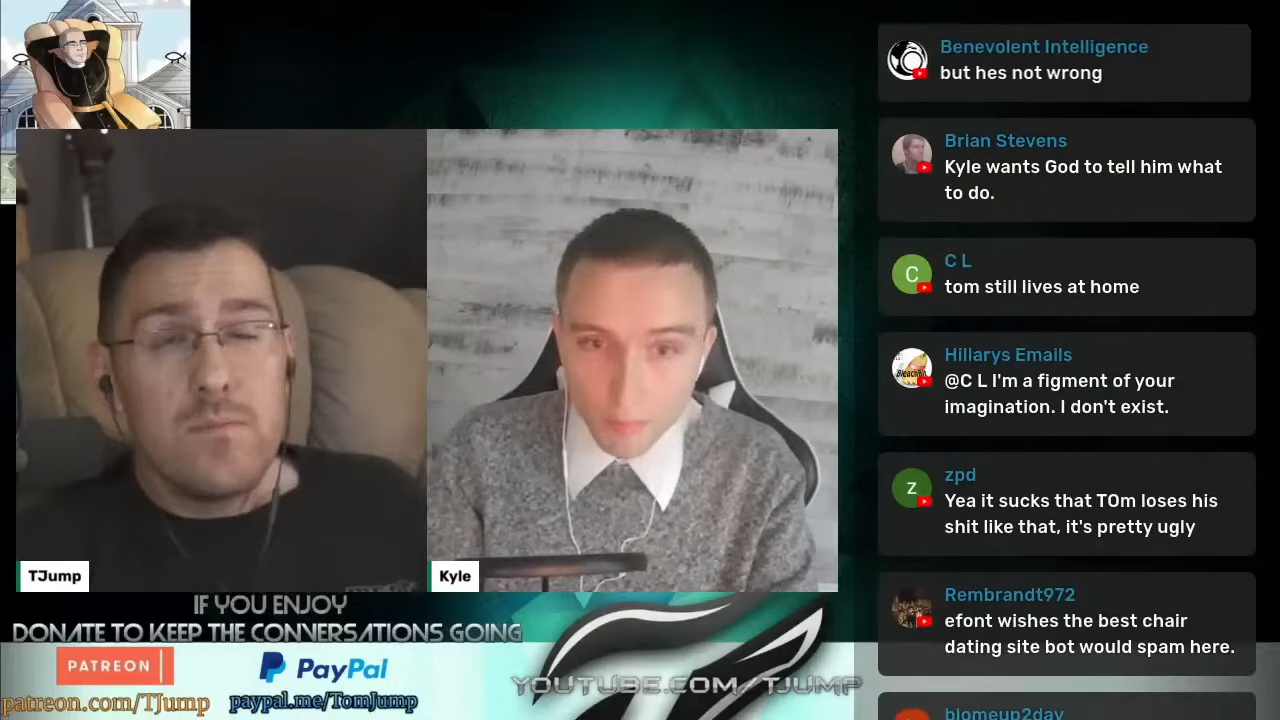 Benevolent Intelligence
but hes not wrong
Brian Stevens
Kyle wants God to tell him what
to do.
C L
C
tom still lives at home
Hillarys Emails
@C L I'm a figment of your
imagination. I don't exist.
zpd
z
Yea it sucks that TOm loses his
shit like that, it's pretty ugly
Rembrandt972
efont wishes the best chair
dating site bot would spam here.
blomeup2day
TJump
Kyle
IF YOU ENJOY
DONATE TO KEEP THE CONVERSATIONS GOING
PATREON
PayPal
patreon.com/TJump
paypal.me/TomJump
YOUTUBE.COM/TJUMP